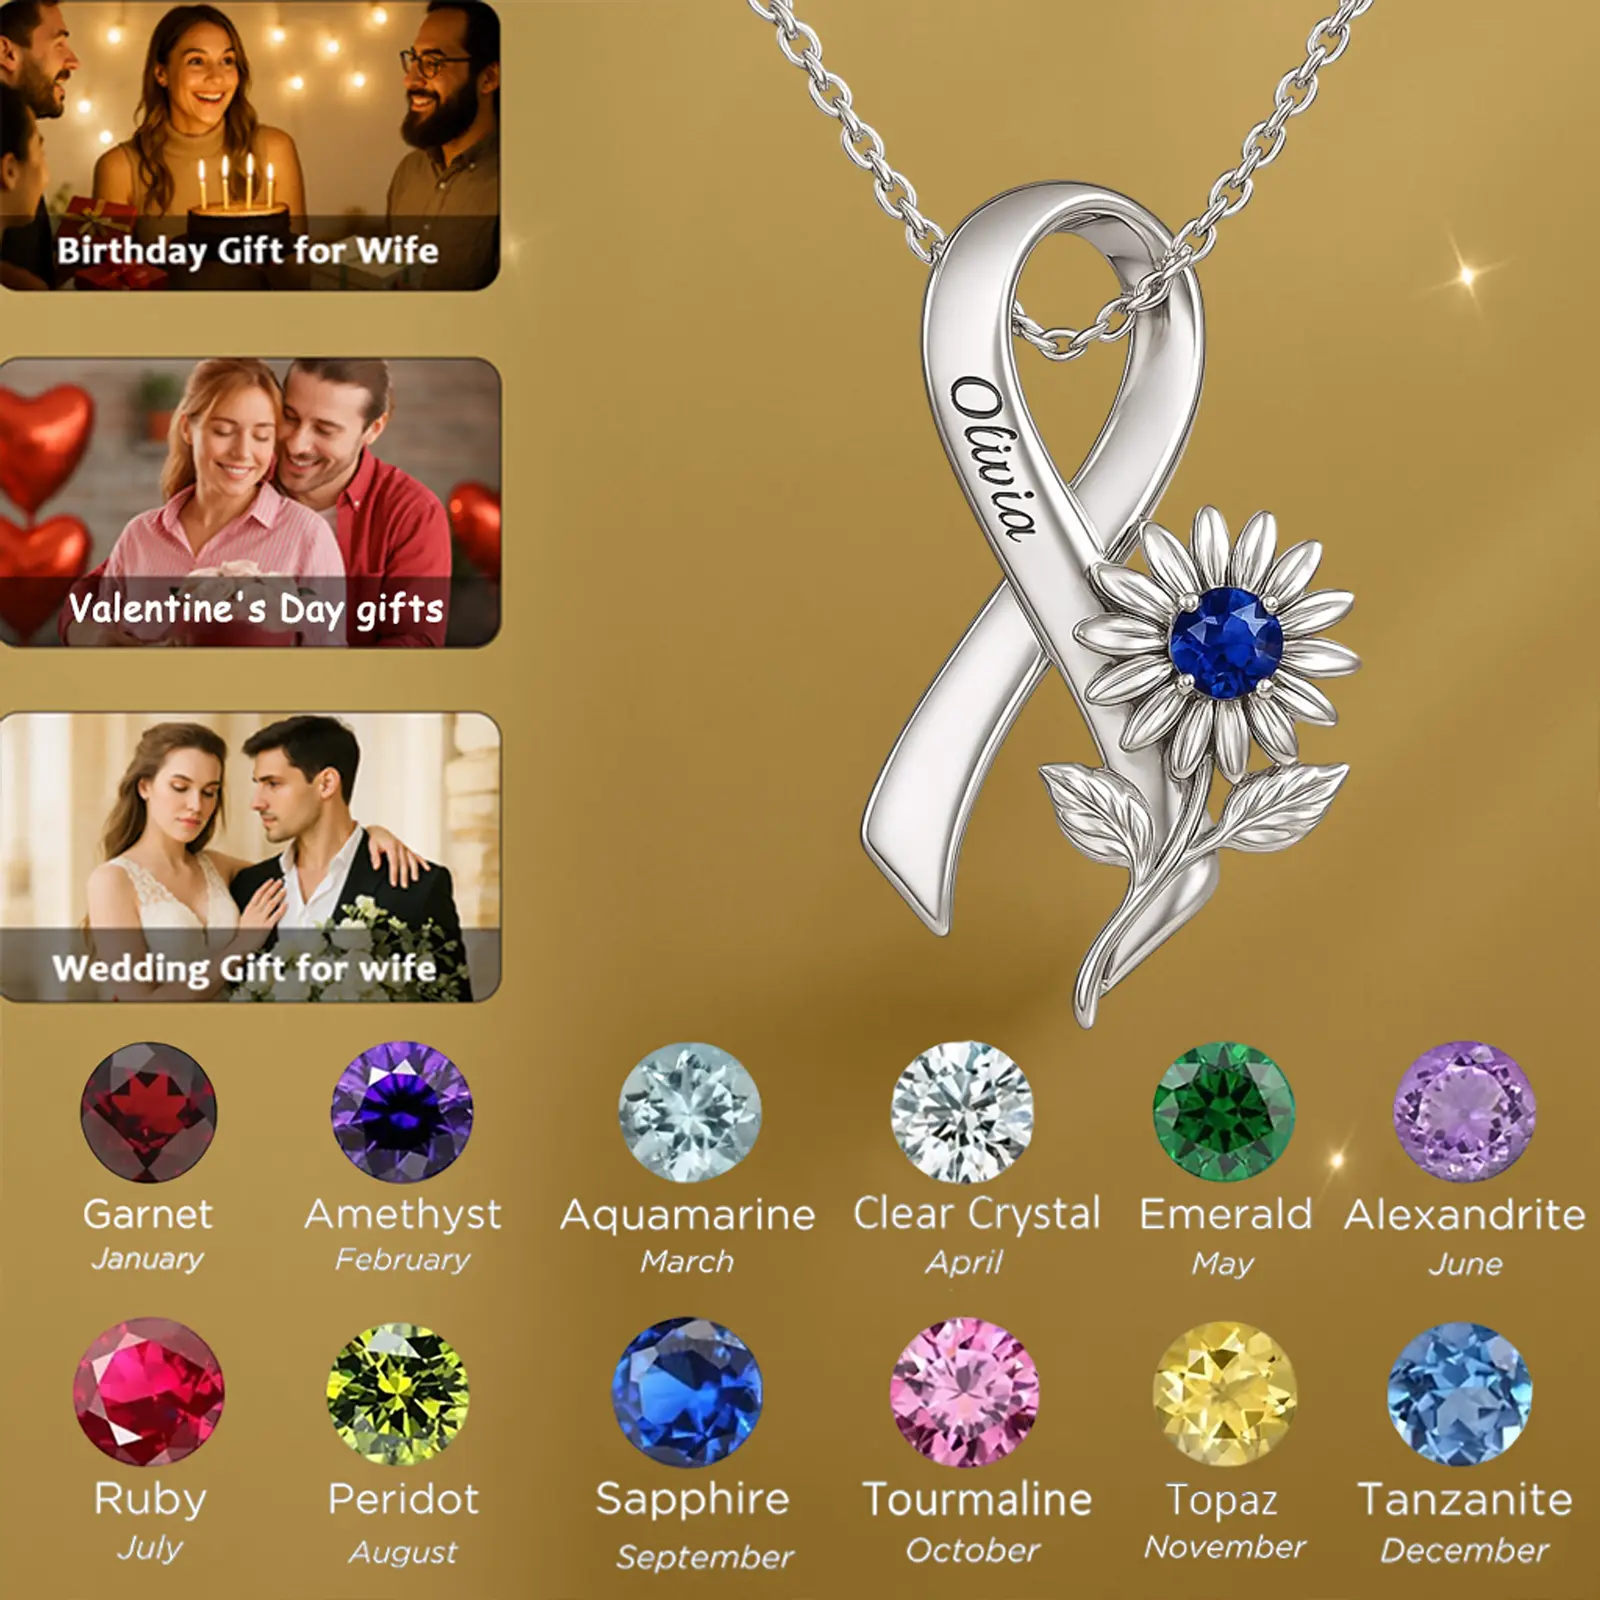 Birthday Gift for Wife
Valentine's Day gifts
Wedding Gift for wife
Olivia
Garnet
January
Amethyst
February
Aquamarine
March
Clear Crystal
April
Emerald
May
Alexandrite
June
Ruby
July
Peridot
August
Sapphire
September
Tourmaline
October
Topaz
November
Tanzanite
December